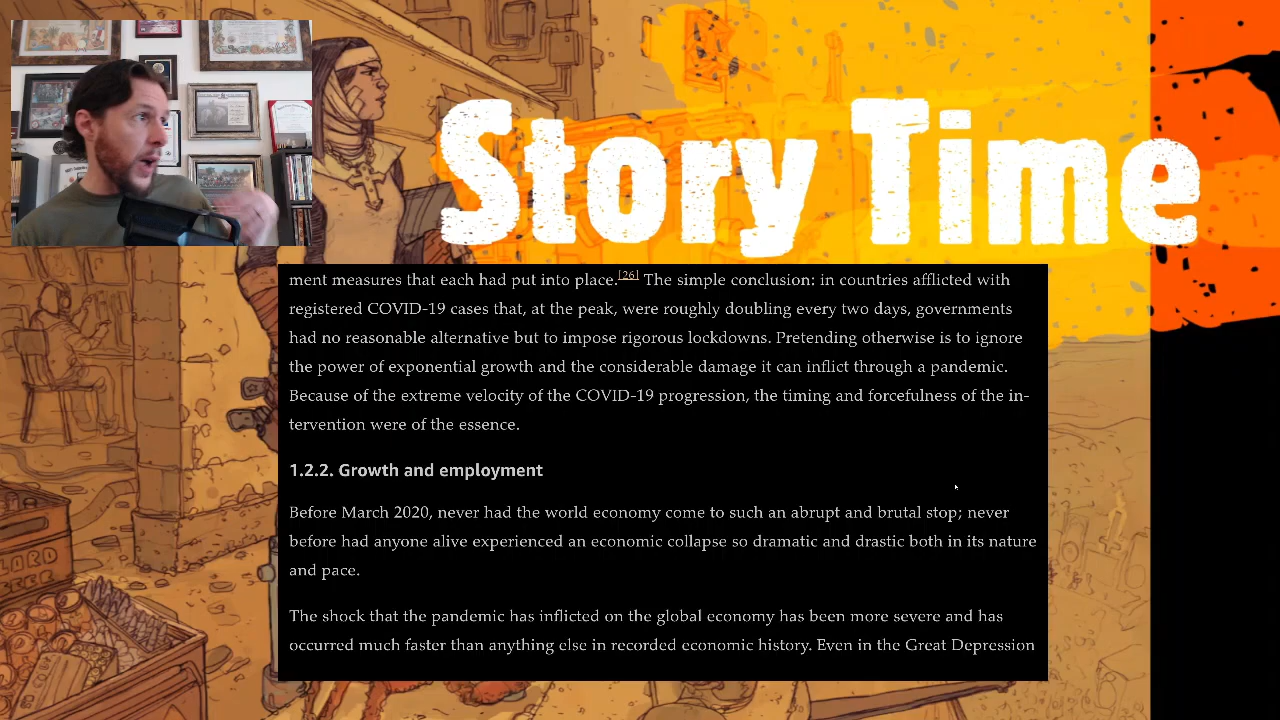 Story Time
ment measures that each had put into place.[26] The simple conclusion: in countries afflicted with
registered COVID-19 cases that, at the peak, were roughly doubling every two days, governments
had no reasonable alternative but to impose rigorous lockdowns. Pretending otherwise is to ignore
the power of exponential growth and the considerable damage it can inflict through a pandemic.
Because of the extreme velocity of the COVID-19 progression, the timing and forcefulness of the in-
tervention were of the essence.
1.2.2. Growth and employment
Before March 2020, never had the world economy come to such an abrupt and brutal stop; never
before had anyone alive experienced an economic collapse so dramatic and drastic both in its nature
and pace.
The shock that the pandemic has inflicted on the global economy has been more severe and has
occurred much faster than anything else in recorded economic history. Even in the Great Depression